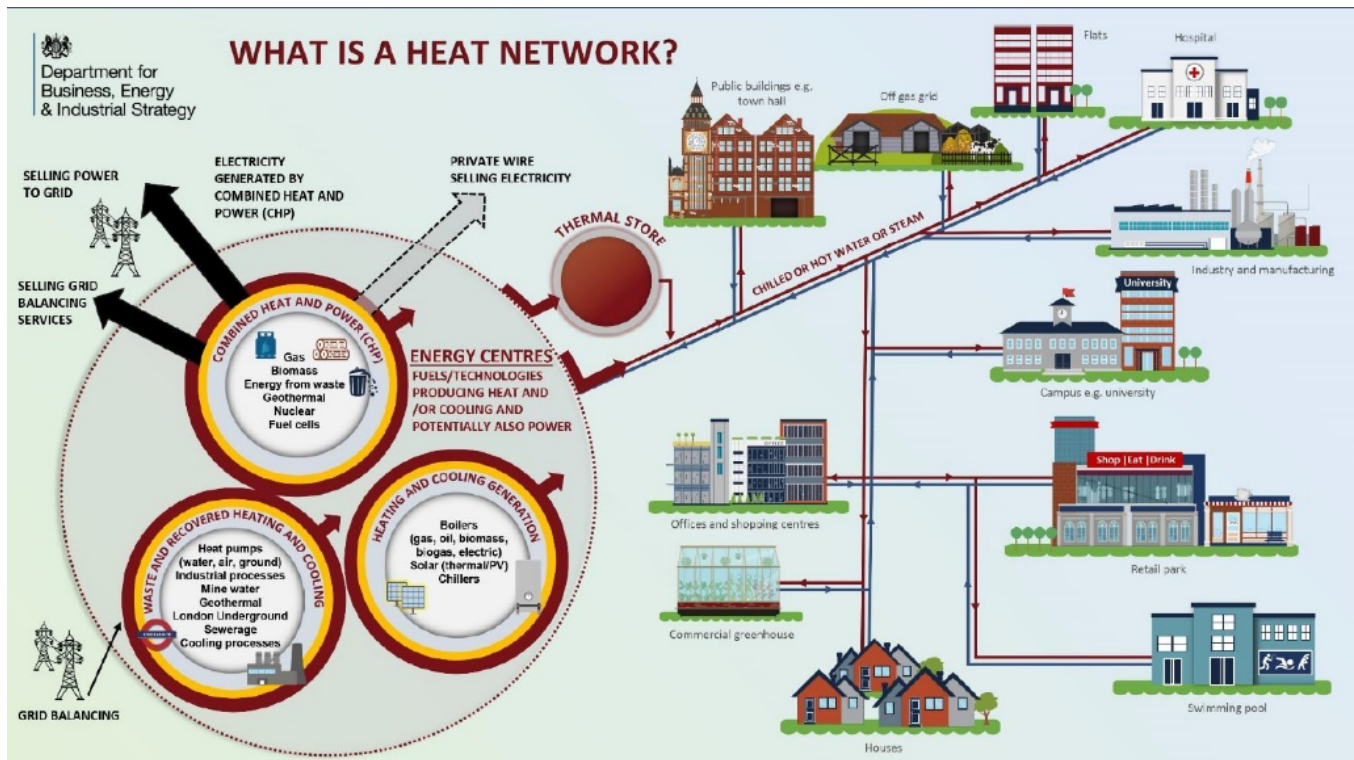 Department for
Business, Energy
& Industrial Strategy
WHAT IS A HEAT NETWORK?
SELLING POWER
TO GRID
ELECTRICITY
GENERATED BY
COMBINED HEAT AND
POWER (CHP)
PRIVATE WIRE
SELLING ELECTRICITY
SELLING GRID
BALANCING
SERVICES
COMBINED HEAT AND POWER (CHP)
Gas
Biomass
Energy from waste
Geothermal
Nuclear
Fuel cells
ENERGY CENTRES
FUELS/TECHNOLOGIES
PRODUCING HEAT AND
/OR COOLING AND
POTENTIALLY ALSO POWER
WASTE AND RECOVERED HEATING AND COOLING
Heat pumps
(water, air, ground)
Industrial processes
Mine water
Geothermal
London Underground
Sewerage
Cooling processes
HEATING AND COOLING GENERATION
Boilers
(gas, oil, biomass,
biogas, electric)
Solar (thermal/PV)
Chillers
GRID BALANCING
THERMAL STORE
CHILLED OR HOT WATER OR STEAM
Public buildings e.g.
town hall
Off gas grid
Flats
Hospital
Industry and manufacturing
University
Campus e.g. university
Offices and shopping centres
Shop | Eat | Drink
Retail park
Commercial greenhouse
Houses
Swimming pool